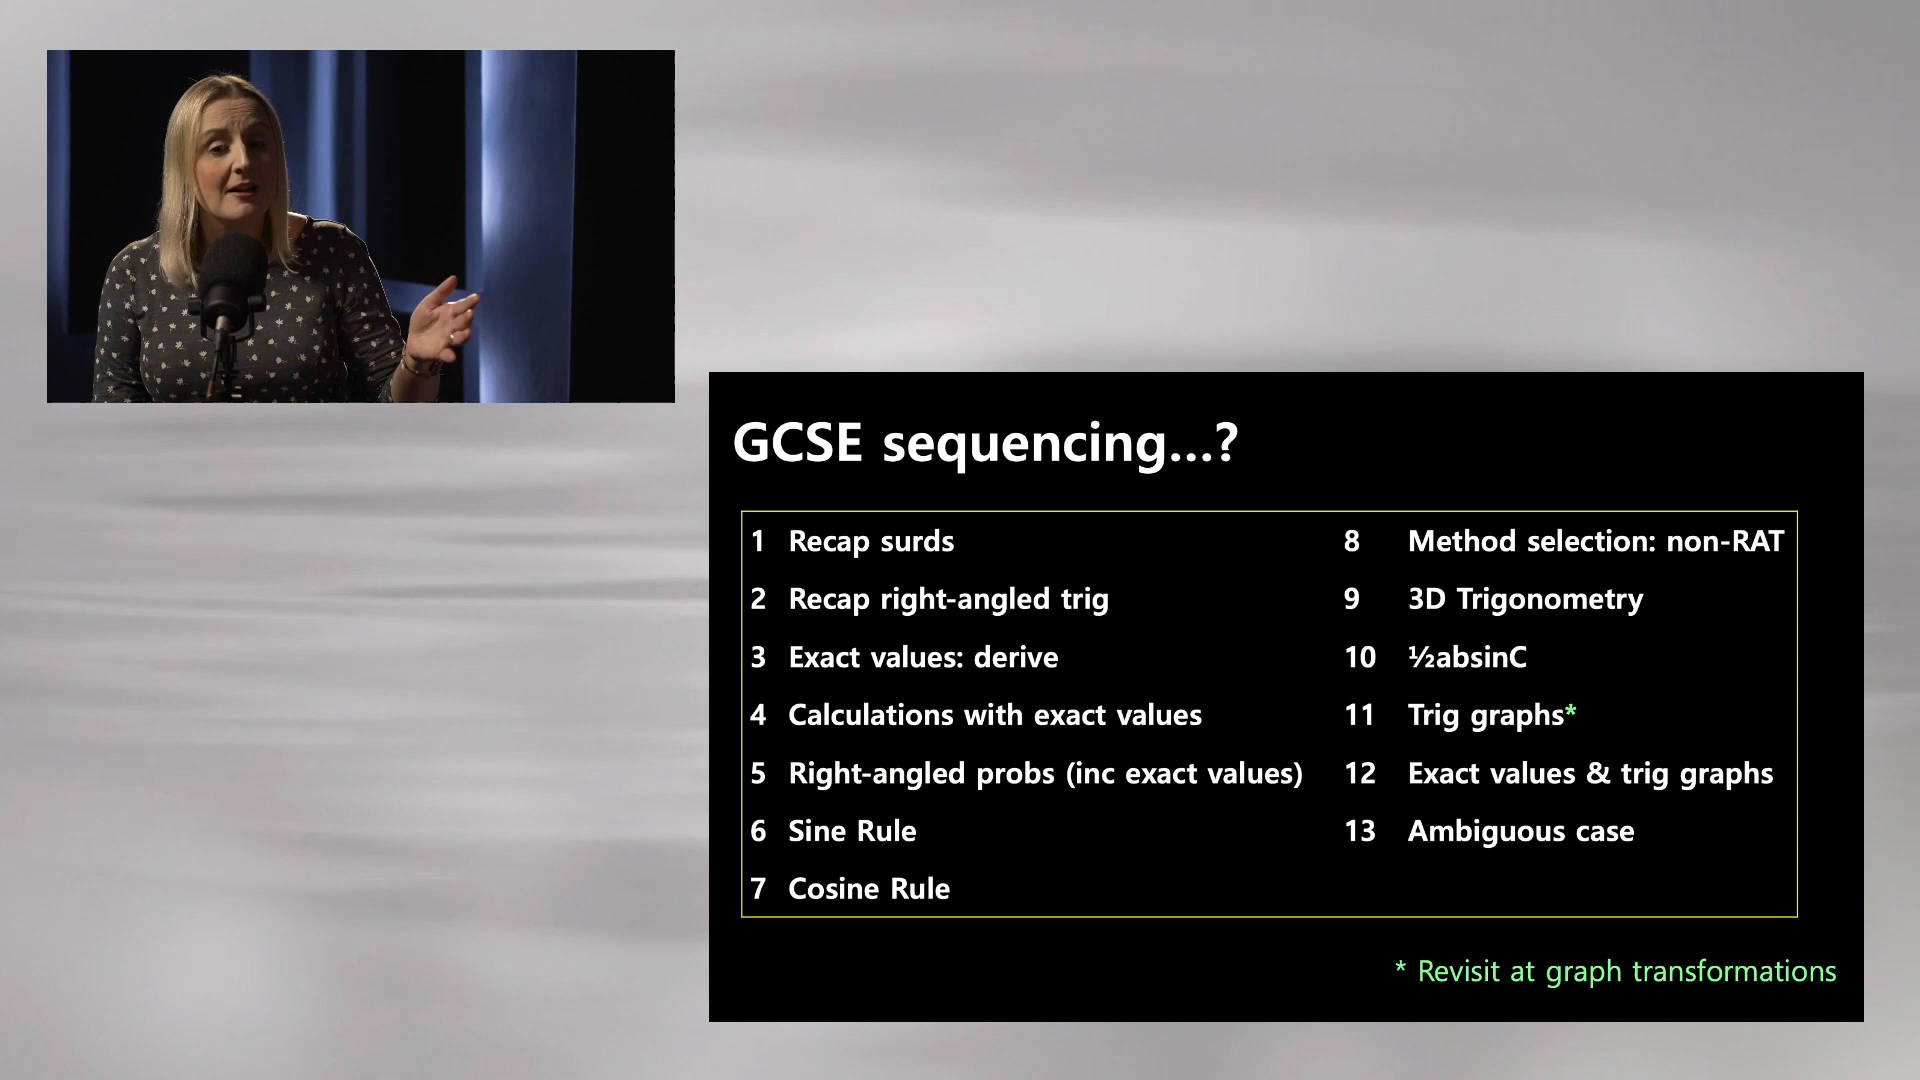 GCSE sequencing...?
1 Recap surds
2 Recap right-angled trig
3 Exact values: derive
4 Calculations with exact values
5 Right-angled probs (inc exact values)
6 Sine Rule
7 Cosine Rule
8 Method selection: non-RAT
9 3D Trigonometry
10 ½absinC
11 Trig graphs*
12 Exact values & trig graphs
13 Ambiguous case
* Revisit at graph transformations